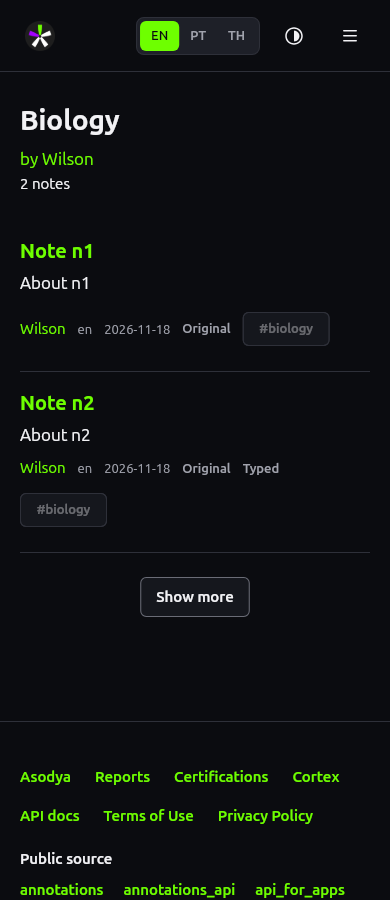 EN PT TH
Biology
by Wilson
2 notes
Note n1
About n1
Wilson en 2026-11-18 Original #biology
Note n2
About n2
Wilson en 2026-11-18 Original Typed
#biology
Show more
Asodya Reports Certifications Cortex
API docs Terms of Use Privacy Policy
Public source
annotations annotations_api api_for_apps